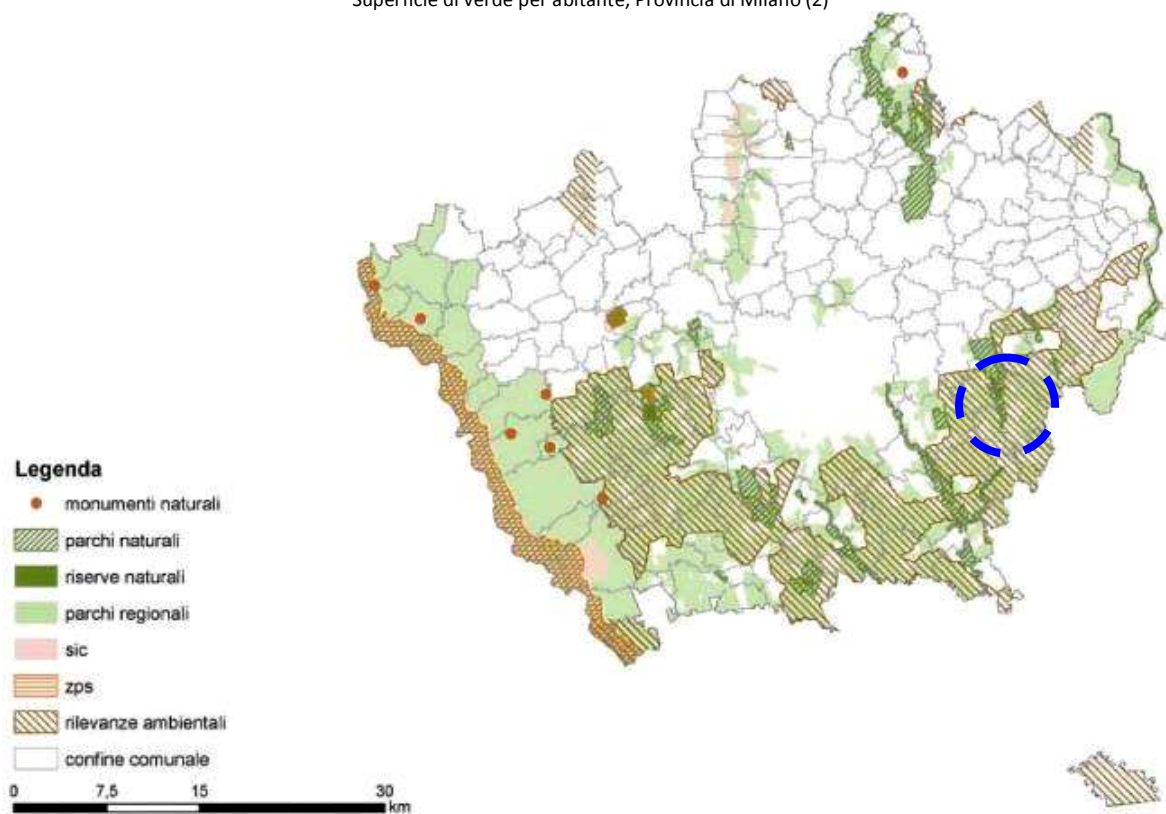 Superficie di verde per abitante, Provincia di Milano (2)
Legenda
monumenti naturali
parchi naturali
riserve naturali
parchi regionali
sic
zps
rilevanze ambientali
confine comunale
0 7,5 15 30
km